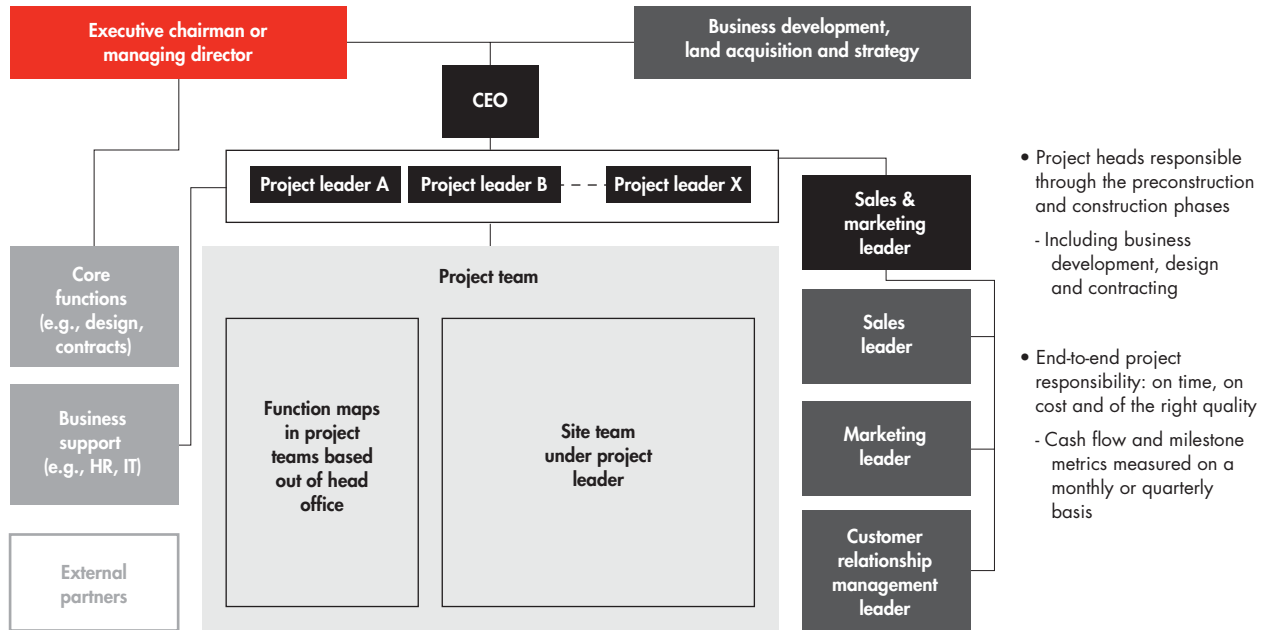 Executive chairman or
managing director
Business development,
land acquisition and strategy
CEO
Project leader A
Project leader B
Project leader X
Sales &
marketing
leader
Core
functions
(e.g., design,
contracts)
Business
support
(e.g., HR, IT)
External
partners
Project team
Function maps
in project
teams based
out of head
office
Site team
under project
leader
Sales
leader
Marketing
leader
Customer
relationship
management
leader
• Project heads responsible
through the preconstruction
and construction phases
- Including business
development, design
and contracting
• End-to-end project
responsibility: on time, on
cost and of the right quality
- Cash flow and milestone
metrics measured on a
monthly or quarterly
basis